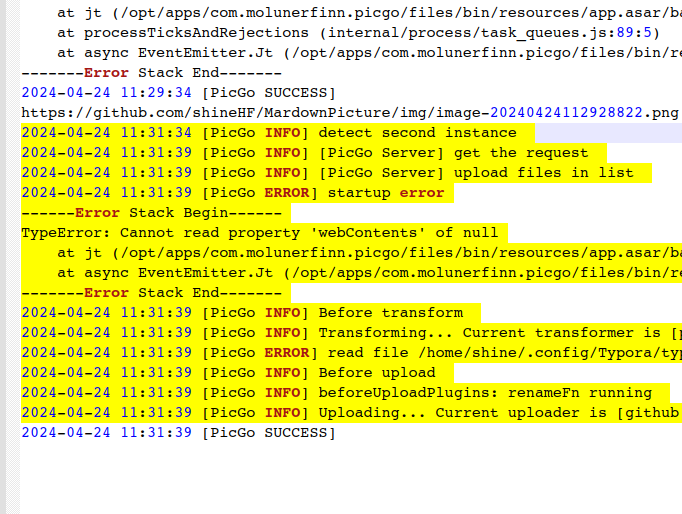 at jt (/opt/apps/com.molunerfinn.picgo/files/bin/resources/app.asar/ba
at processTicksAndRejections (internal/process/task_queues.js:89:5)
at async EventEmitter.Jt (/opt/apps/com.molunerfinn.picgo/files/bin/re
-------Error Stack End-------
2024-04-24 11:29:34 [PicGo SUCCESS]
https://github.com/shineHF/MardownPicture/img/image-20240424112928822.png
2024-04-24 11:31:34 [PicGo INFO] detect second instance
2024-04-24 11:31:39 [PicGo INFO] [PicGo Server] get the request
2024-04-24 11:31:39 [PicGo INFO] [PicGo Server] upload files in list
2024-04-24 11:31:39 [PicGo ERROR] startup error
------Error Stack Begin------
TypeError: Cannot read property 'webContents' of null
at jt (/opt/apps/com.molunerfinn.picgo/files/bin/resources/app.asar/ba
at async EventEmitter.Jt (/opt/apps/com.molunerfinn.picgo/files/bin/re
-------Error Stack End-------
2024-04-24 11:31:39 [PicGo INFO] Before transform
2024-04-24 11:31:39 [PicGo INFO] Transforming... Current transformer is [p
2024-04-24 11:31:39 [PicGo ERROR] read file /home/shine/.config/Typora/typ
2024-04-24 11:31:39 [PicGo INFO] Before upload
2024-04-24 11:31:39 [PicGo INFO] beforeUploadPlugins: renameFn running
2024-04-24 11:31:39 [PicGo INFO] Uploading... Current uploader is [github
2024-04-24 11:31:39 [PicGo SUCCESS]